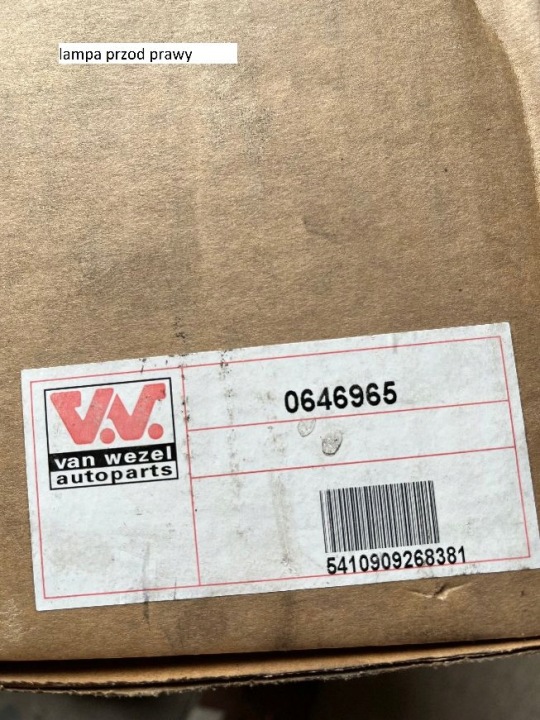 lampa przod prawy
V.W.
van wezel
autoparts
0646965
5410909268381